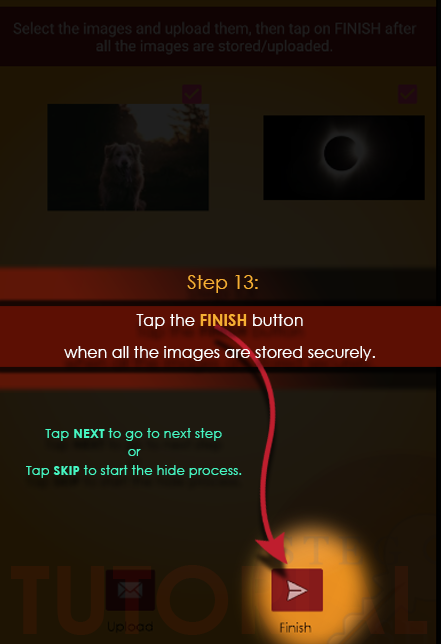 Select the images and upload them, then tap on FINISH after
all the images are stored/uploaded.
Step 13:
Tap the FINISH button
when all the images are stored securely.
Tap NEXT to go to next step
or
Tap SKIP to start the hide process.
TUTORIAL
Upload
Finish